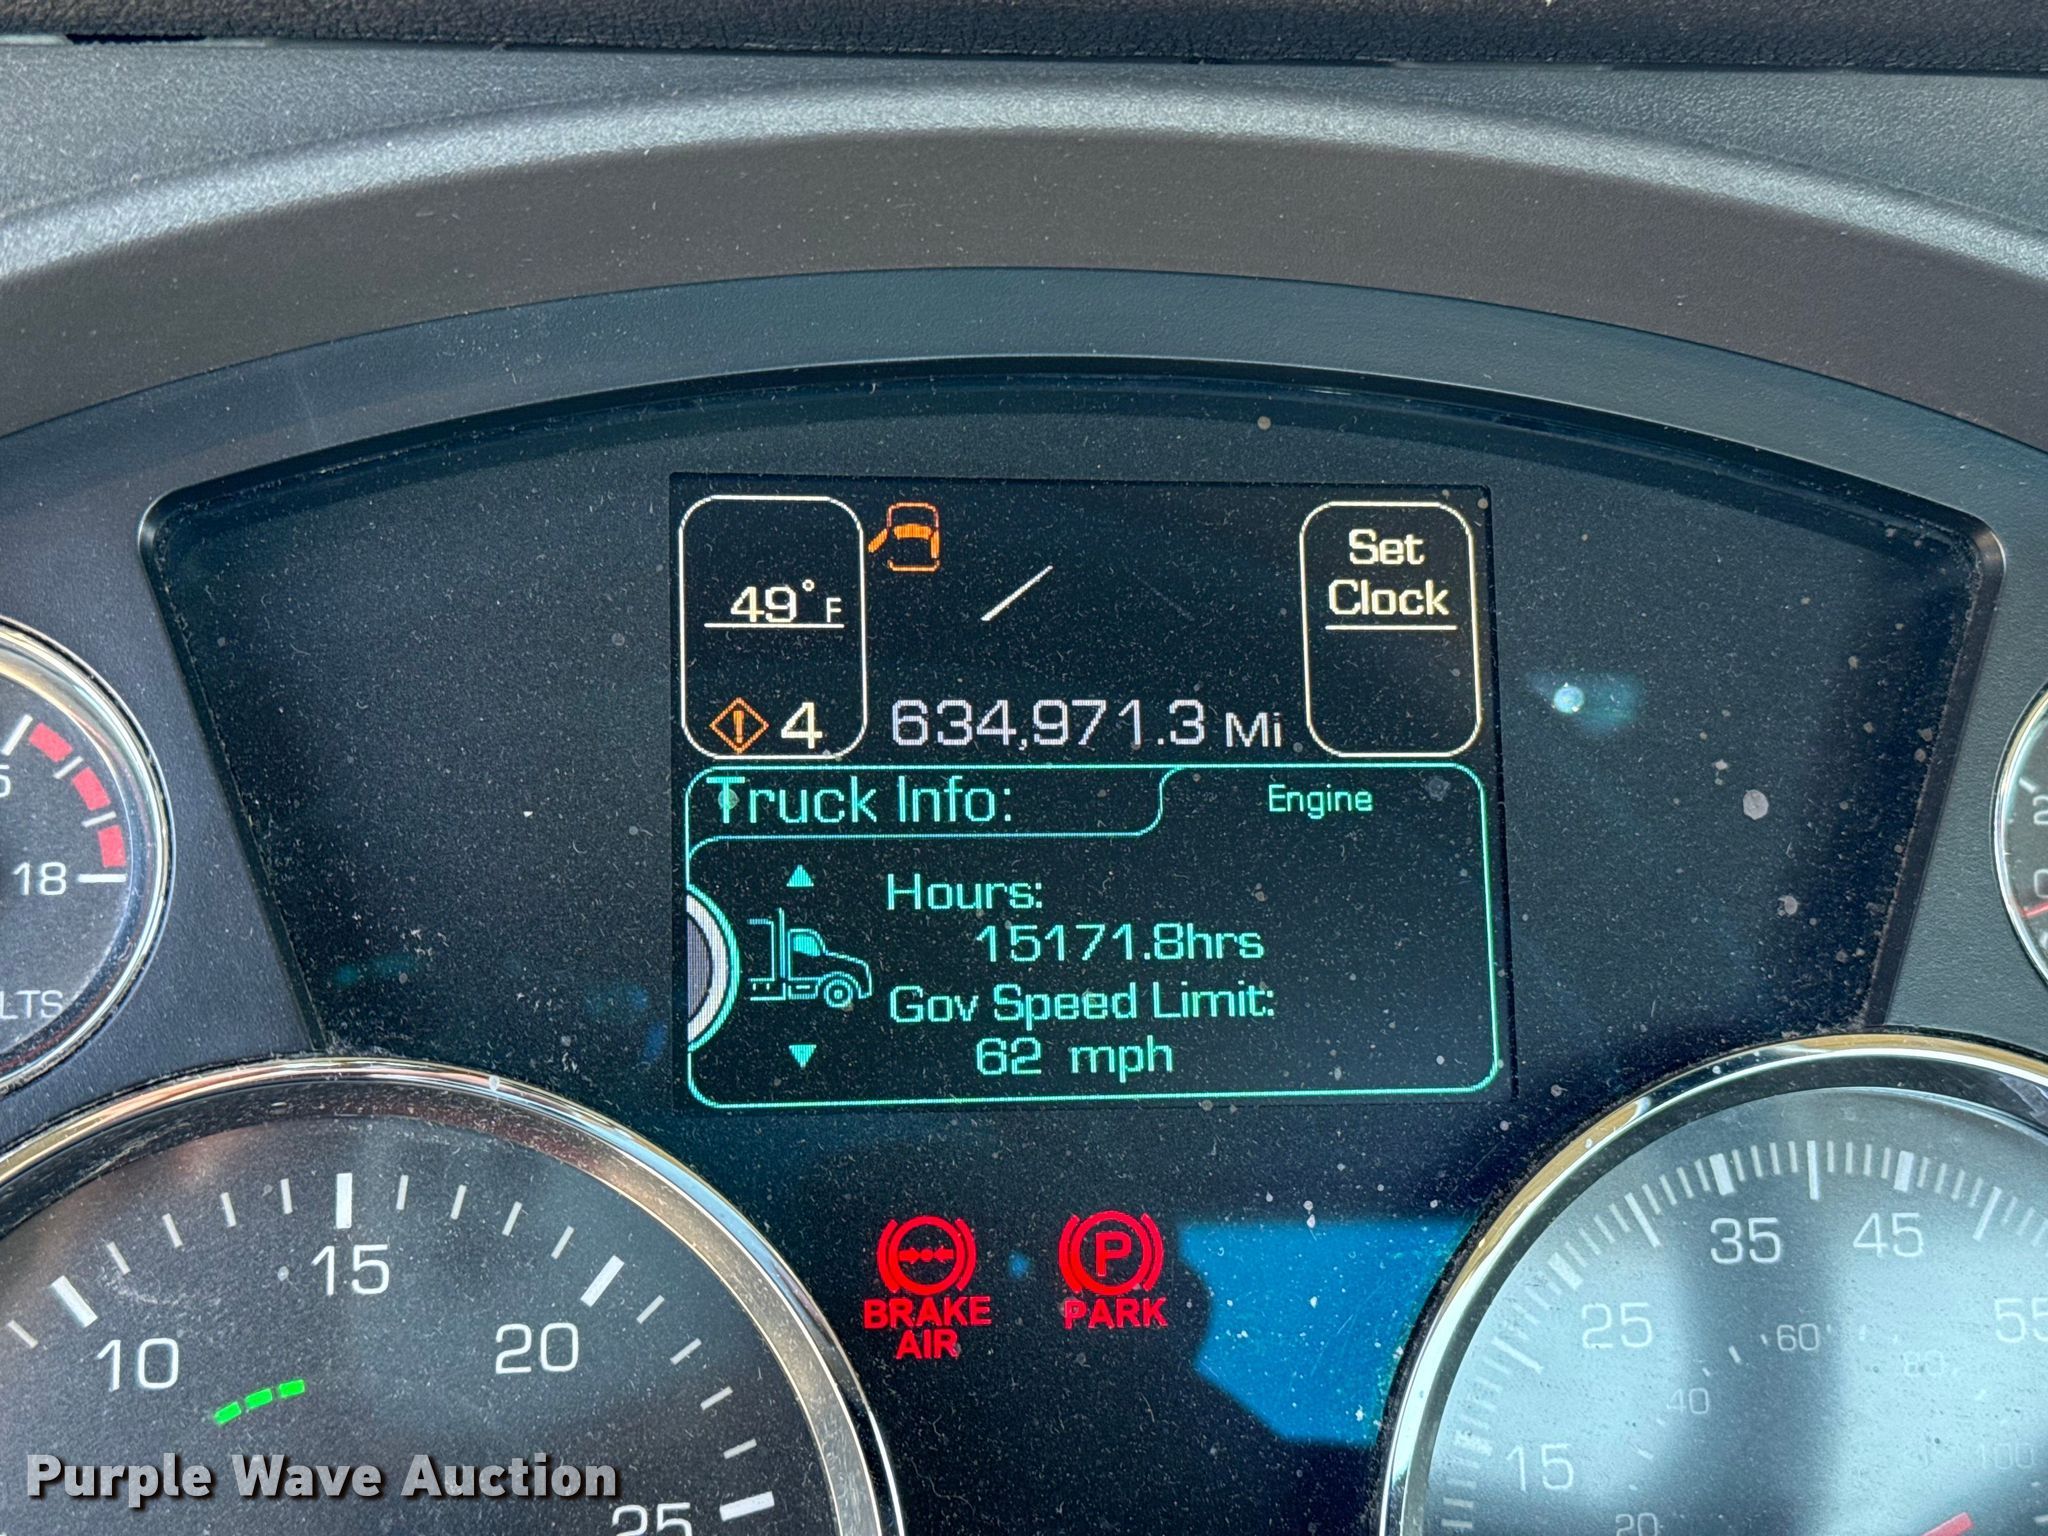 49° F
Set
Clock
4
634,971.3 Mi
Truck Info:
Engine
Hours:
15171.8hrs
Gov Speed Limit:
62 mph
18
BRAKE
AIR
PARK
10
15
20
25
15
25
35
45
55
20
40
60
80
100
Purple Wave Auction